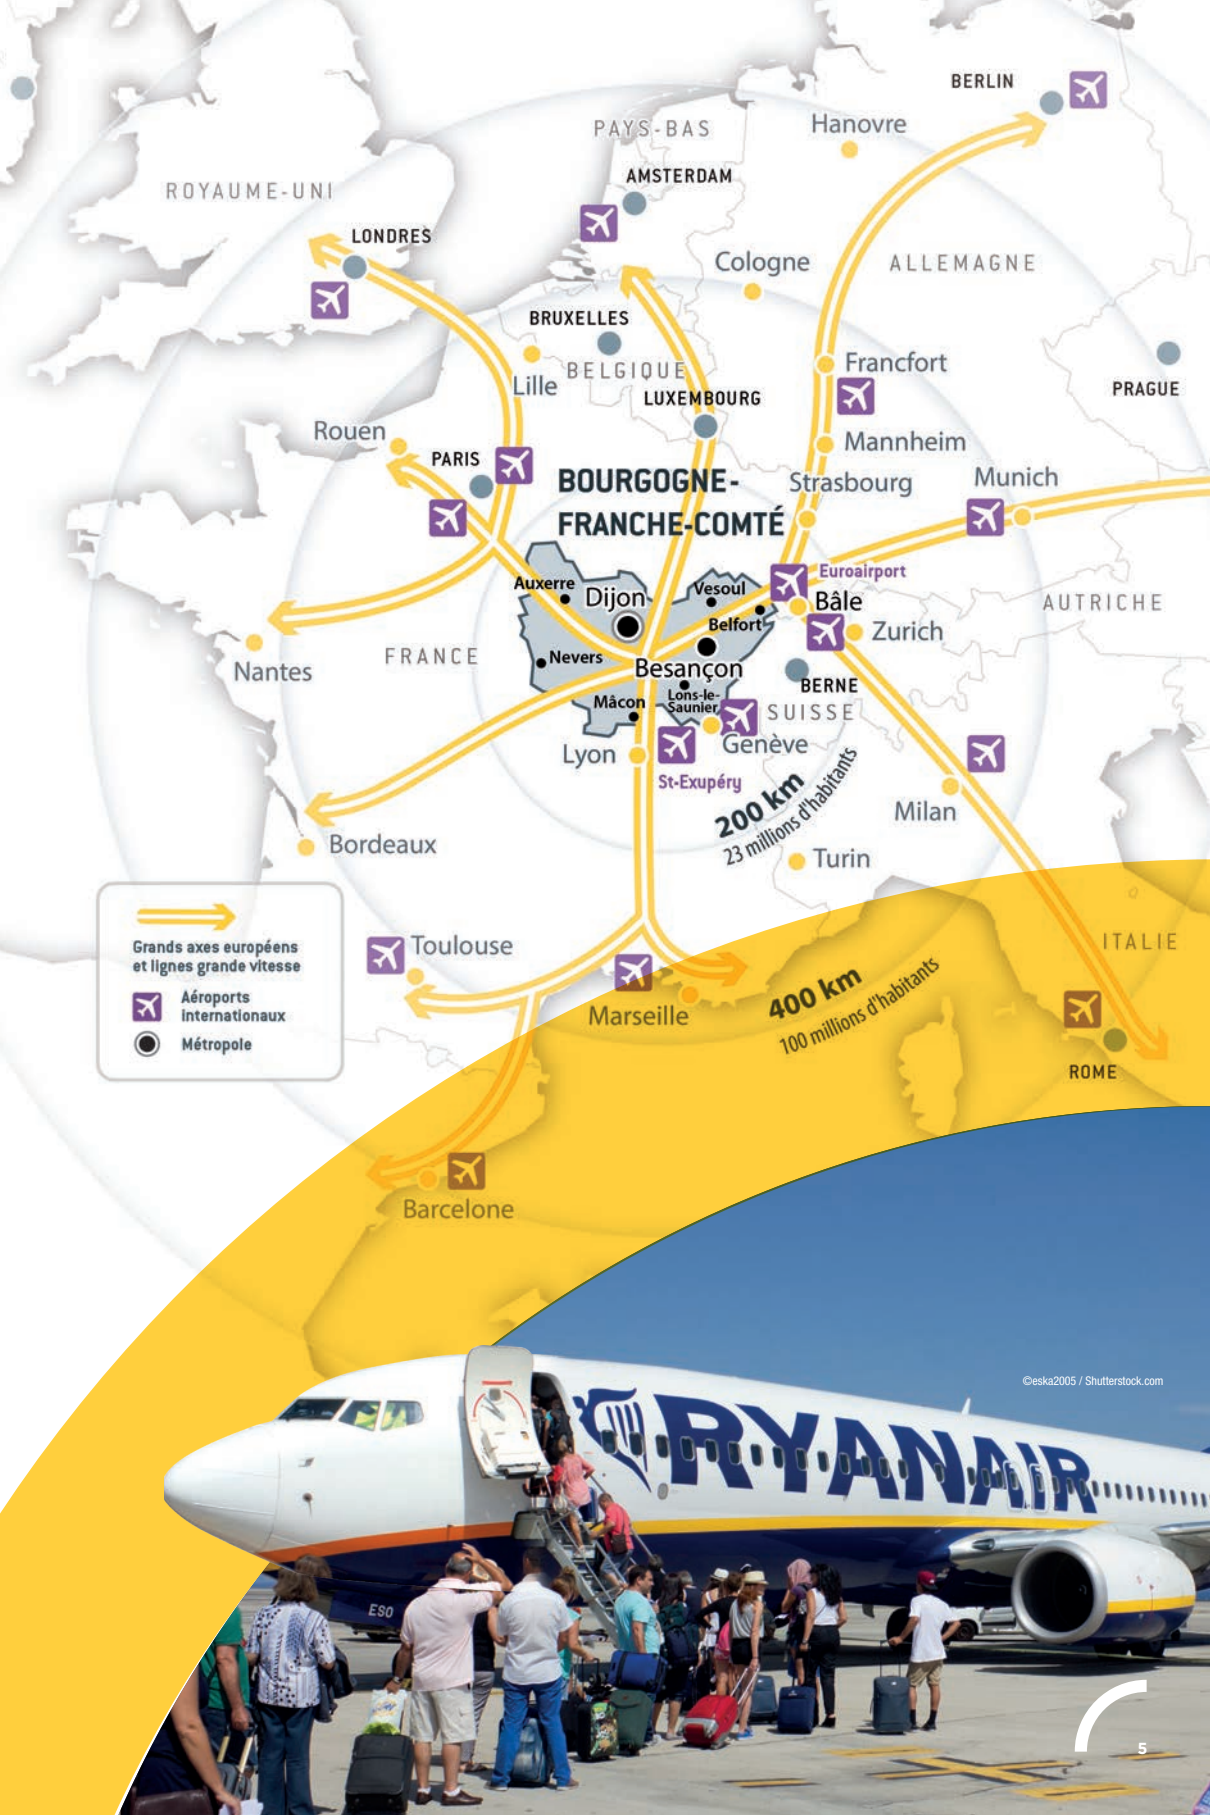 BERLIN
Hanovre
PAYS-BAS
AMSTERDAM
ROYAUME-UNI
LONDRES
Cologne
ALLEMAGNE
BRUXELLES
BELGIQUE
Lille
LUXEMBOURG
Francfort
PRAGUE
Rouen
PARIS
Mannheim
BOURGOGNE-
FRANCHE-COMTÉ
Strasbourg
Munich
Euroairport
Auxerre
Dijon
Vesoul
Bâle
AUTRICHE
Belfort
Zurich
FRANCE
Nevers
Besançon
Nantes
BERNE
Mâcon
Lons-le-
Saunier
SUISSE
Lyon
Genève
St-Exupéry
200 km
23 millions d'habitants
Milan
Bordeaux
Turin
Grands axes européens
et lignes grande vitesse
Aéroports
internationaux
Métropole
Toulouse
ITALIE
Marseille
400 km
100 millions d'habitants
ROME
Barcelone
©eska2005 / Shutterstock.com
RYANAIR
ESO
5